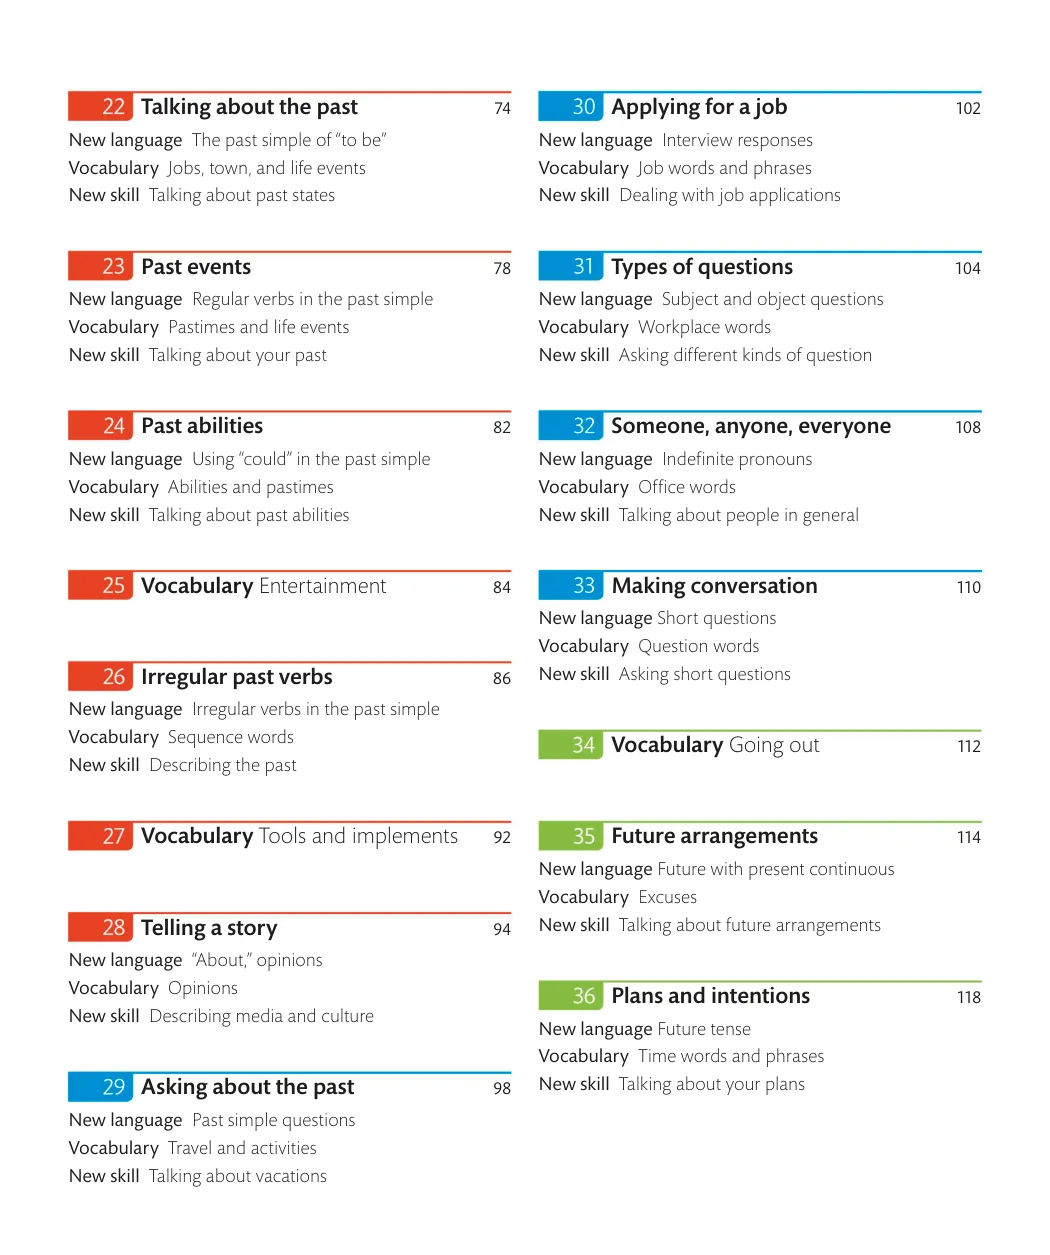 22 Talking about the past 74
New language The past simple of “to be”
Vocabulary Jobs, town, and life events
New skill Talking about past states
23 Past events 78
New language Regular verbs in the past simple
Vocabulary Pastimes and life events
New skill Talking about your past
24 Past abilities 82
New language Using “could” in the past simple
Vocabulary Abilities and pastimes
New skill Talking about past abilities
25 Vocabulary Entertainment 84
26 Irregular past verbs 86
New language Irregular verbs in the past simple
Vocabulary Sequence words
New skill Describing the past
27 Vocabulary Tools and implements 92
28 Telling a story 94
New language “About,” opinions
Vocabulary Opinions
New skill Describing media and culture
29 Asking about the past 98
New language Past simple questions
Vocabulary Travel and activities
New skill Talking about vacations
30 Applying for a job 102
New language Interview responses
Vocabulary Job words and phrases
New skill Dealing with job applications
31 Types of questions 104
New language Subject and object questions
Vocabulary Workplace words
New skill Asking different kinds of question
32 Someone, anyone, everyone 108
New language Indefinite pronouns
Vocabulary Office words
New skill Talking about people in general
33 Making conversation 110
New language Short questions
Vocabulary Question words
New skill Asking short questions
34 Vocabulary Going out 112
35 Future arrangements 114
New language Future with present continuous
Vocabulary Excuses
New skill Talking about future arrangements
36 Plans and intentions 118
New language Future tense
Vocabulary Time words and phrases
New skill Talking about your plans